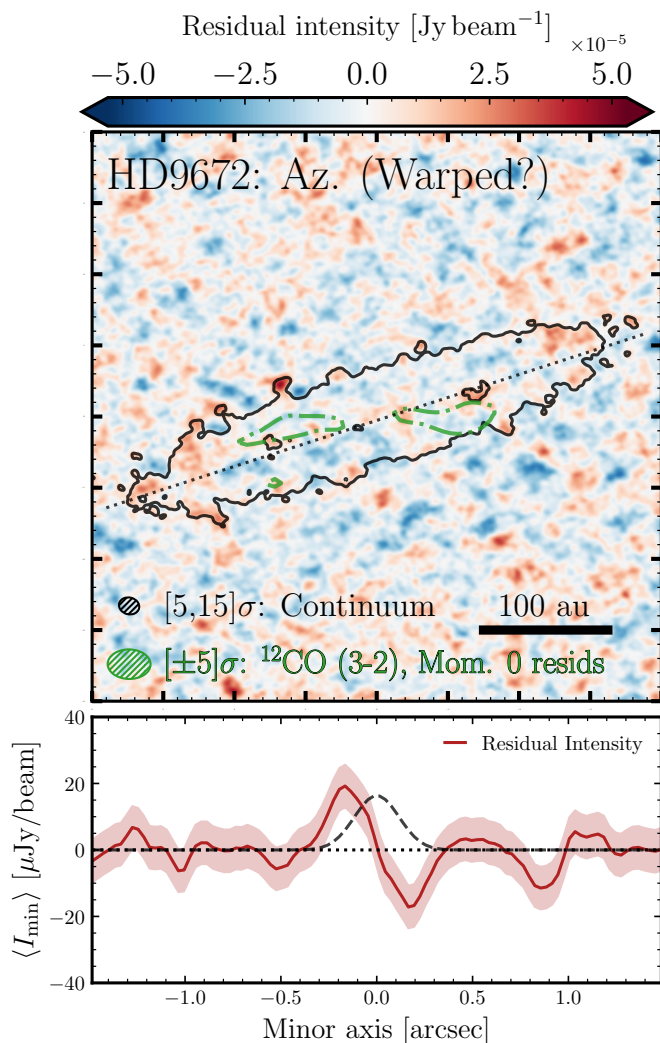 Residual intensity [Jy beam⁻¹]
×10⁻⁵
−5.0 −2.5 0.0 2.5 5.0
HD9672: Az. (Warped?)
[5,15]σ: Continuum
100 au
[±5]σ: ¹²CO (3-2), Mom. 0 resids
40
20
0
−20
−40
⟨I_min⟩ [μJy/beam]
Residual Intensity
−1.0 −0.5 0.0 0.5 1.0
Minor axis [arcsec]